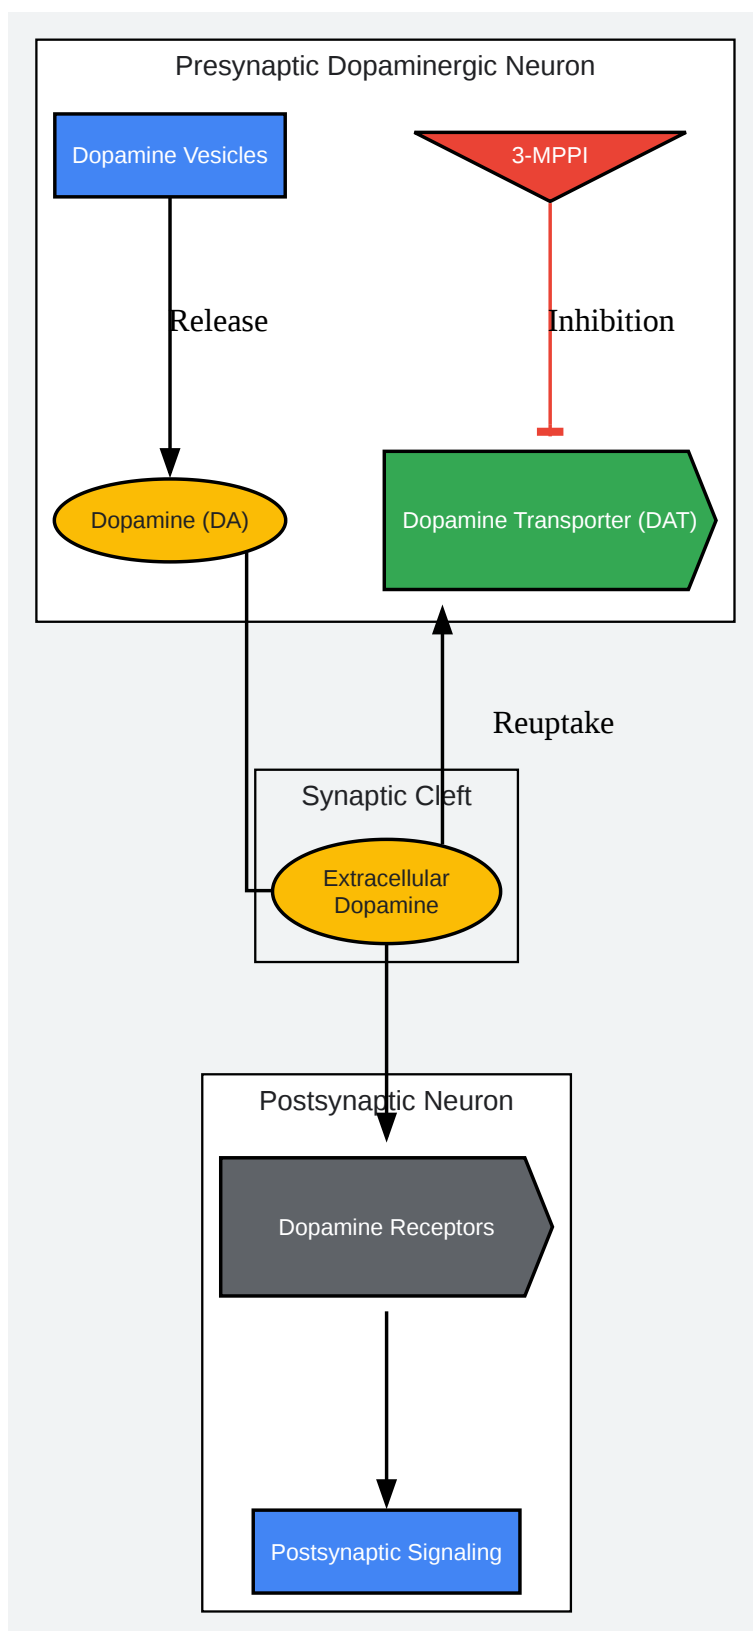 Presynaptic Dopaminergic Neuron
Dopamine Vesicles
3-MPPI
Release
Inhibition
Dopamine (DA)
Dopamine Transporter (DAT)
Reuptake
Synaptic Cleft
Extracellular
Dopamine
Postsynaptic Neuron
Dopamine Receptors
Postsynaptic Signaling